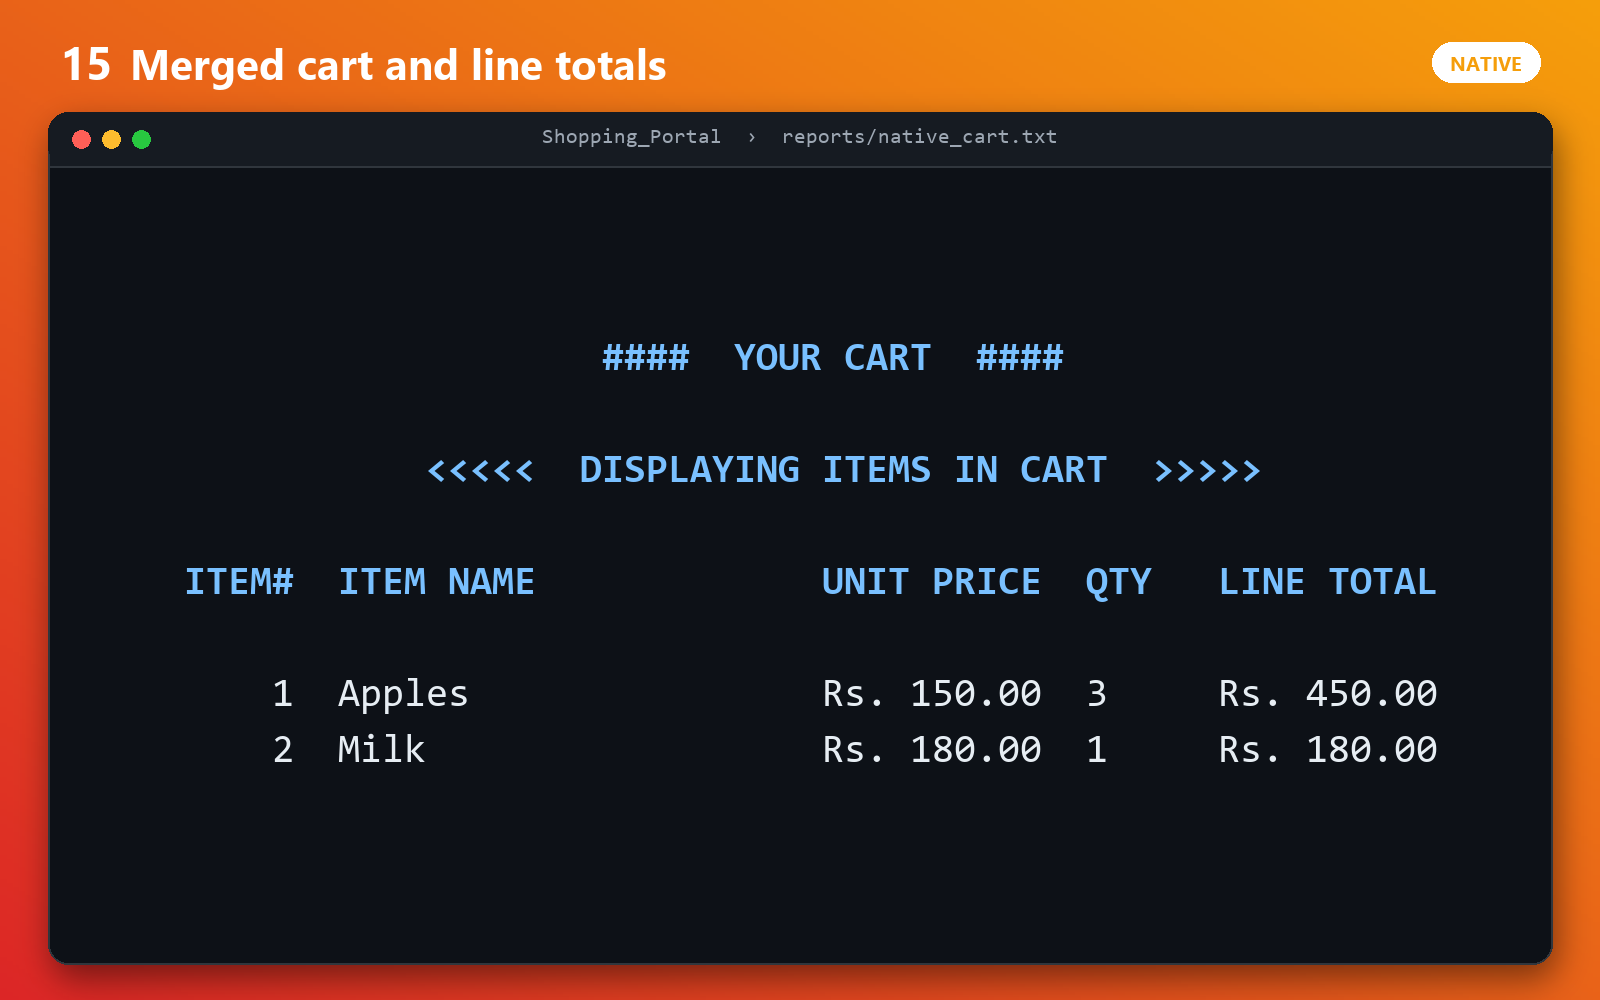 15 Merged cart and line totals
NATIVE
Shopping_Portal › reports/native_cart.txt
#### YOUR CART ####
<<<<< DISPLAYING ITEMS IN CART >>>>>
ITEM# ITEM NAME UNIT PRICE QTY LINE TOTAL
1 Apples Rs. 150.00 3 Rs. 450.00
2 Milk Rs. 180.00 1 Rs. 180.00